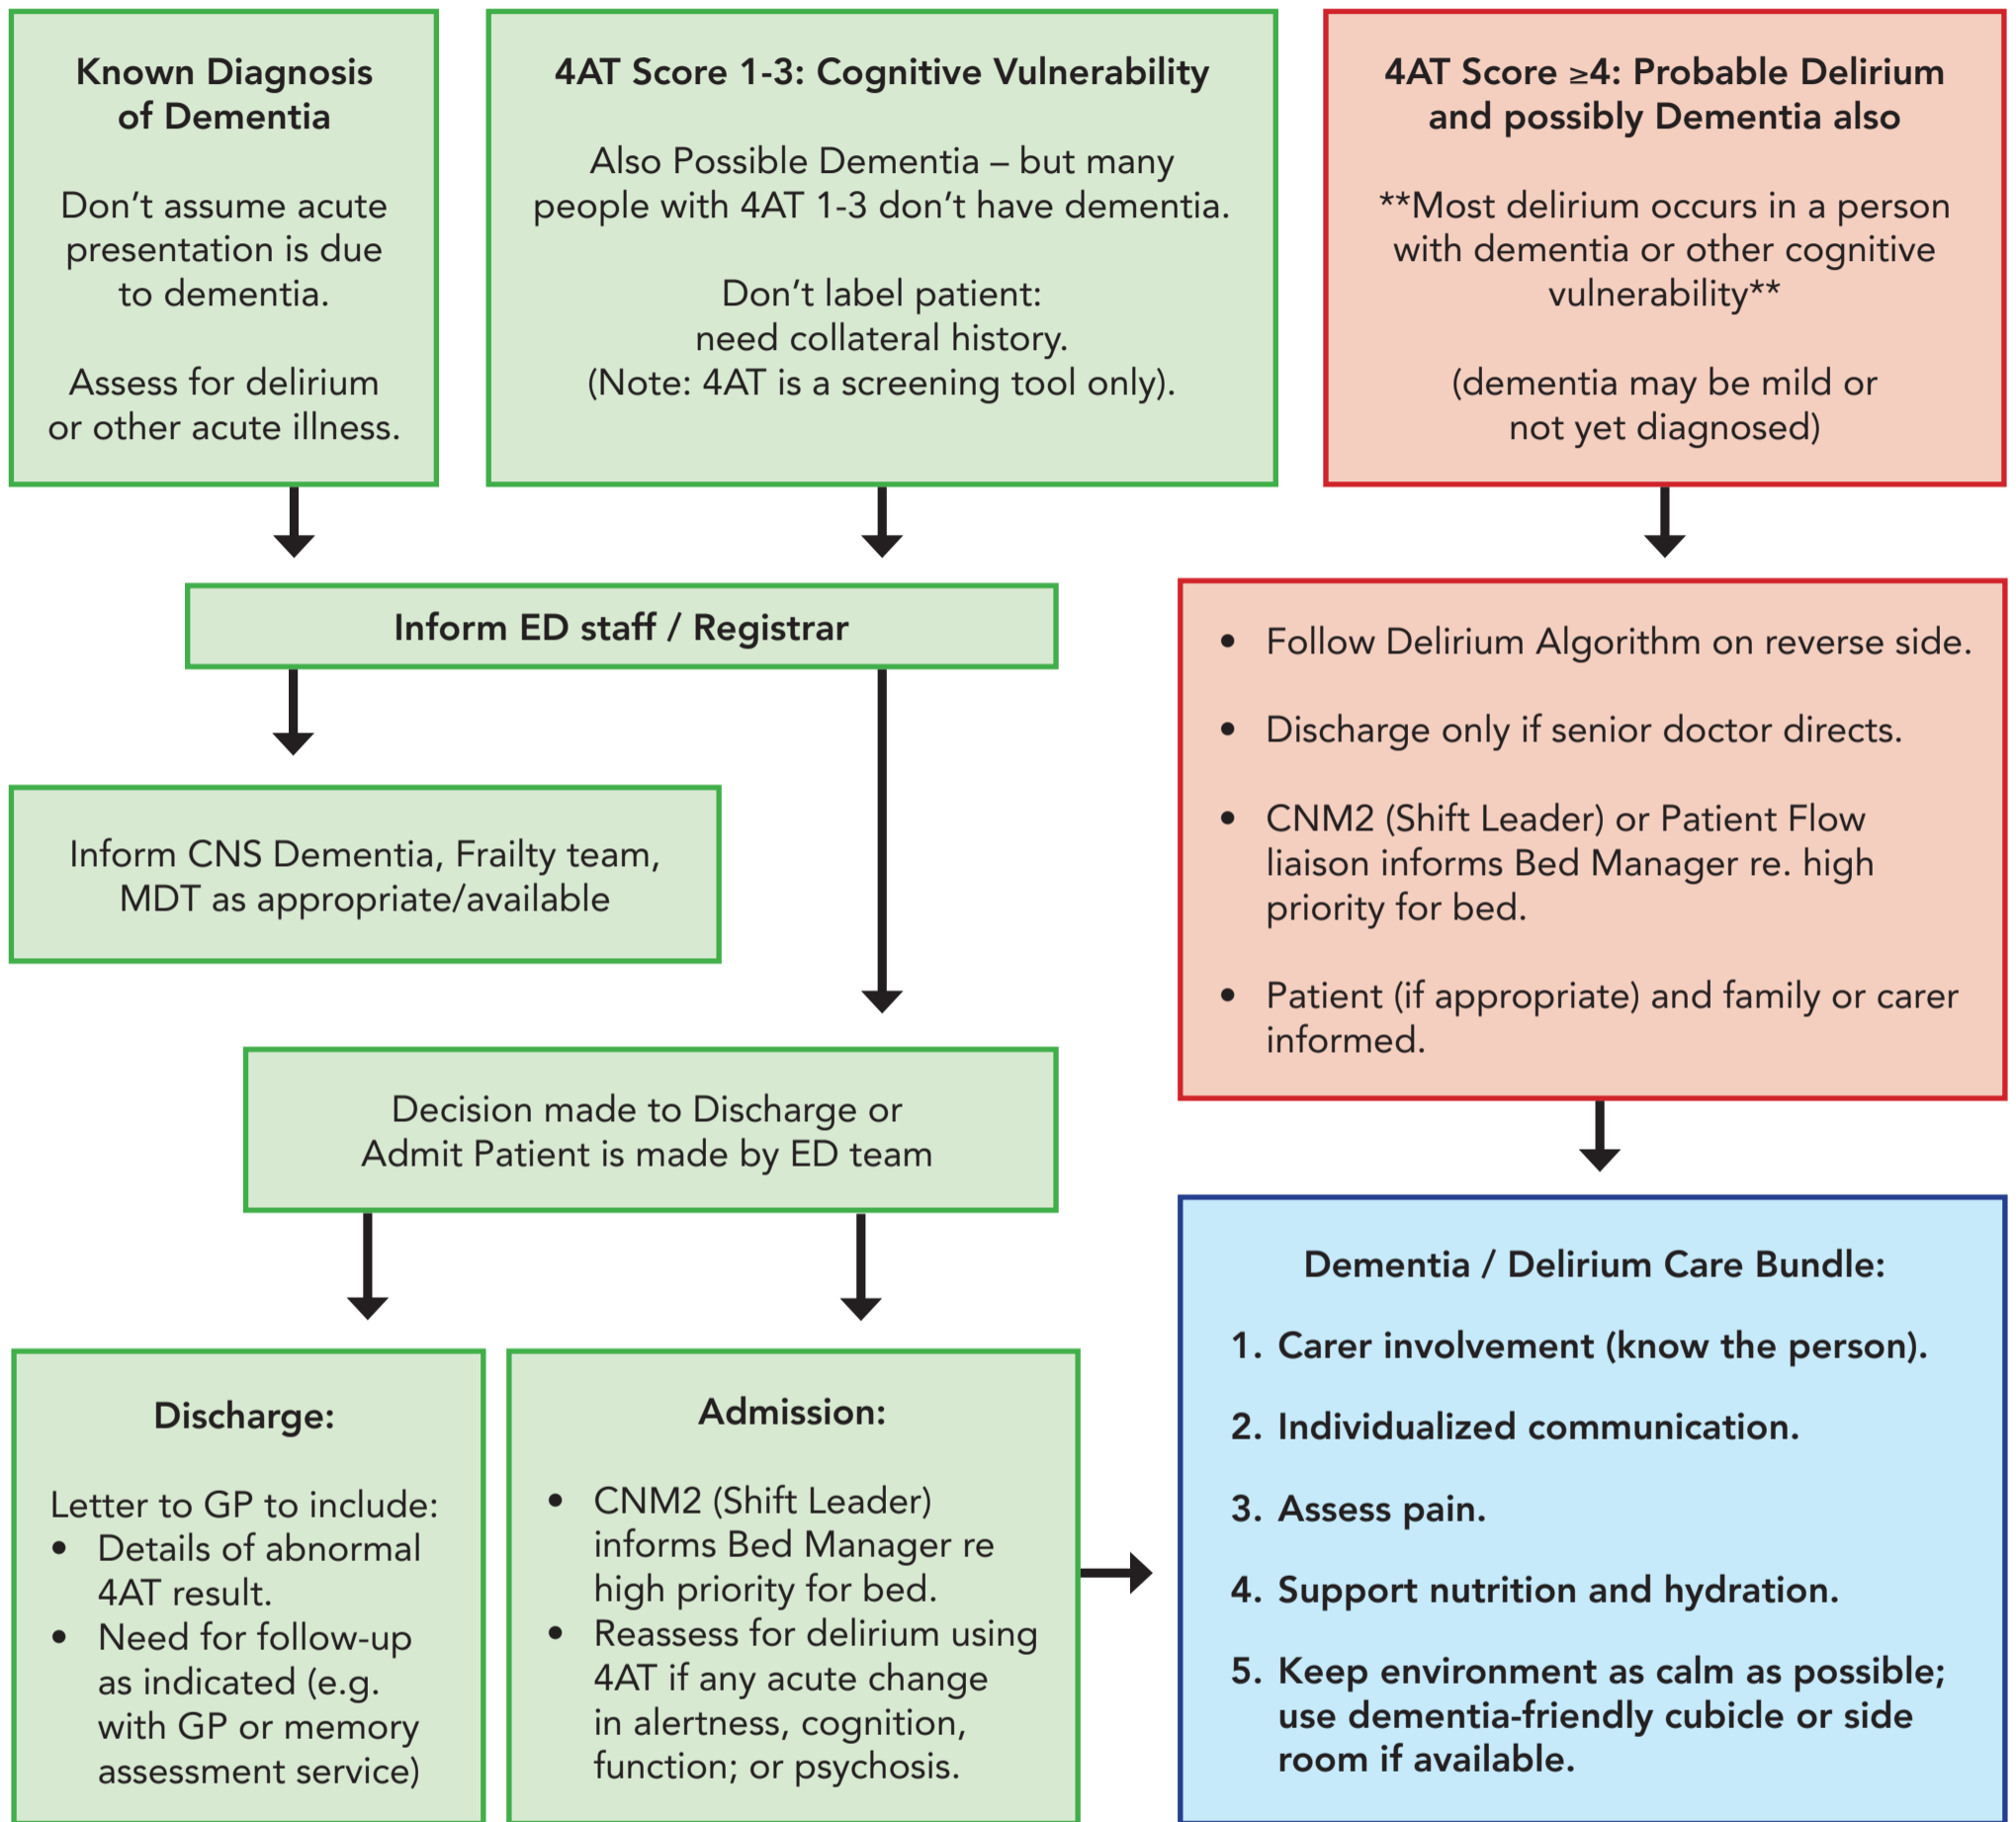 Known Diagnosis
of Dementia
Don’t assume acute
presentation is due
to dementia.
Assess for delirium
or other acute illness.
4AT Score 1-3: Cognitive Vulnerability
Also Possible Dementia – but many
people with 4AT 1-3 don’t have dementia.
Don’t label patient:
need collateral history.
(Note: 4AT is a screening tool only).
4AT Score ≥4: Probable Delirium
and possibly Dementia also
**Most delirium occurs in a person
with dementia or other cognitive
vulnerability**
(dementia may be mild or
not yet diagnosed)
Inform ED staff / Registrar
Inform CNS Dementia, Frailty team,
MDT as appropriate/available
• Follow Delirium Algorithm on reverse side.
• Discharge only if senior doctor directs.
• CNM2 (Shift Leader) or Patient Flow
liaison informs Bed Manager re. high
priority for bed.
• Patient (if appropriate) and family or carer
informed.
Decision made to Discharge or
Admit Patient is made by ED team
Discharge:
Letter to GP to include:
• Details of abnormal
4AT result.
• Need for follow-up
as indicated (e.g.
with GP or memory
assessment service)
Admission:
• CNM2 (Shift Leader)
informs Bed Manager re
high priority for bed.
• Reassess for delirium using
4AT if any acute change
in alertness, cognition,
function; or psychosis.
Dementia / Delirium Care Bundle:
1. Carer involvement (know the person).
2. Individualized communication.
3. Assess pain.
4. Support nutrition and hydration.
5. Keep environment as calm as possible;
use dementia-friendly cubicle or side
room if available.